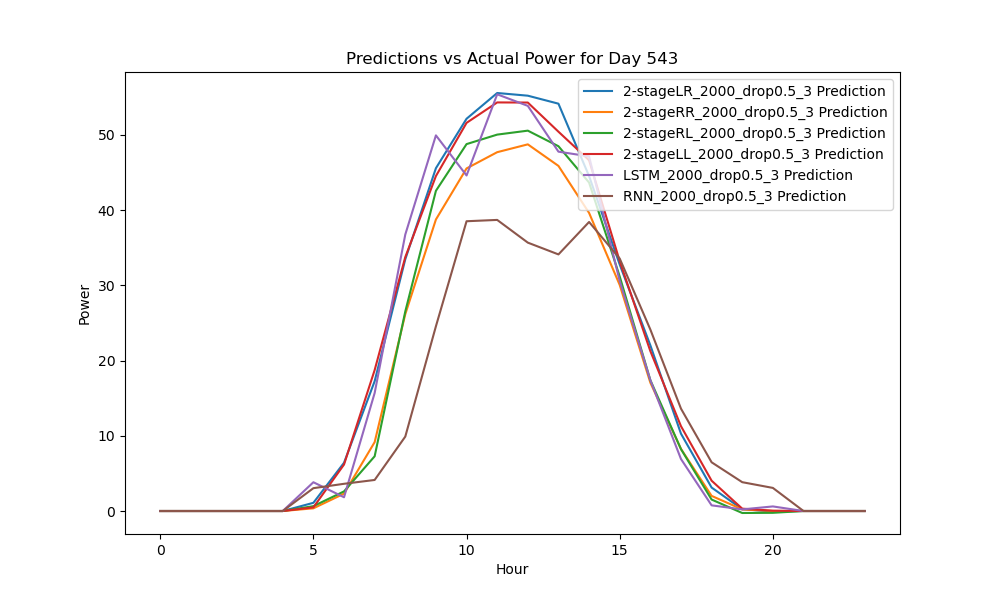 Predictions vs Actual Power for Day 543
2-stageLR_2000_drop0.5_3 Prediction
2-stageRR_2000_drop0.5_3 Prediction
2-stageRL_2000_drop0.5_3 Prediction
2-stageLL_2000_drop0.5_3 Prediction
LSTM_2000_drop0.5_3 Prediction
RNN_2000_drop0.5_3 Prediction
Power
50
40
30
20
10
0
0 5 10 15 20
Hour